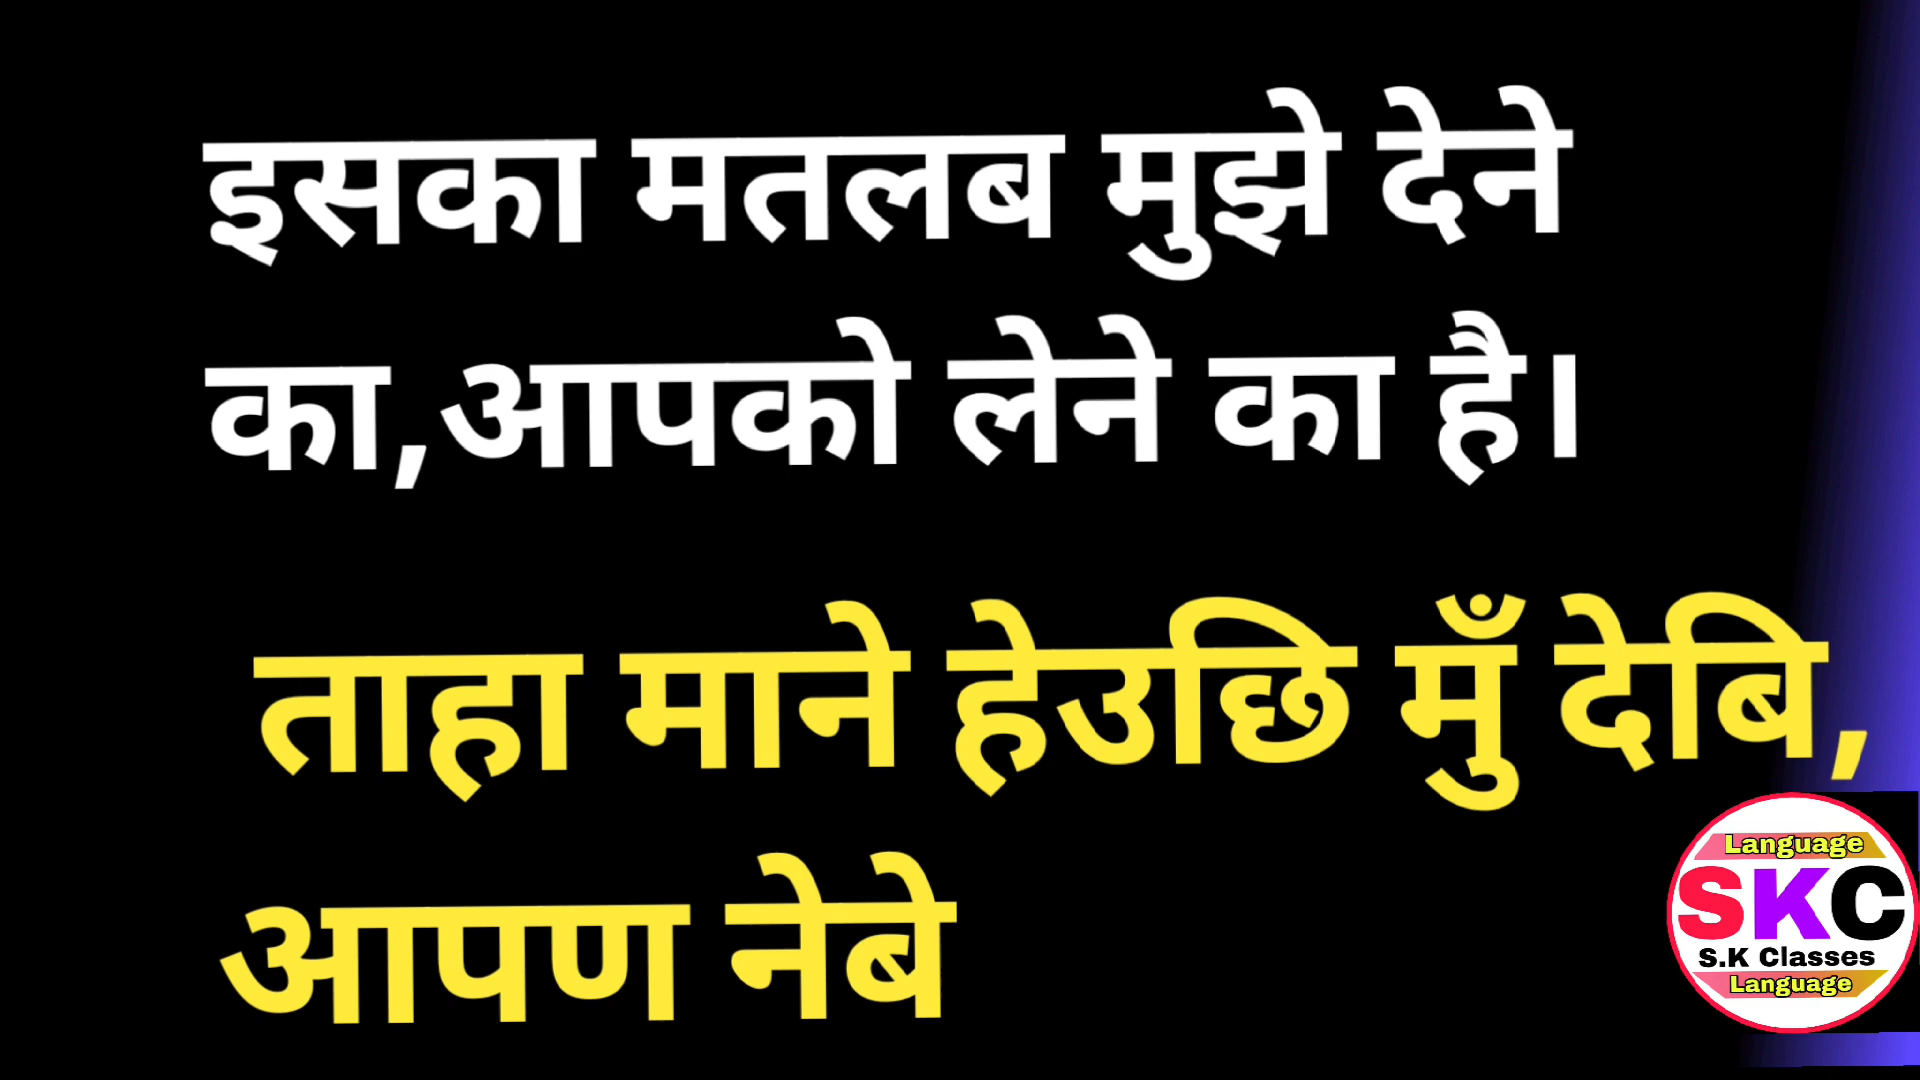 इसका मतलब मुझे देने
का,आपको लेने का है।
ताहा माने हेउछि मुँ देबि,
आपण नेबे
Language
SKC
S.K Classes
Language